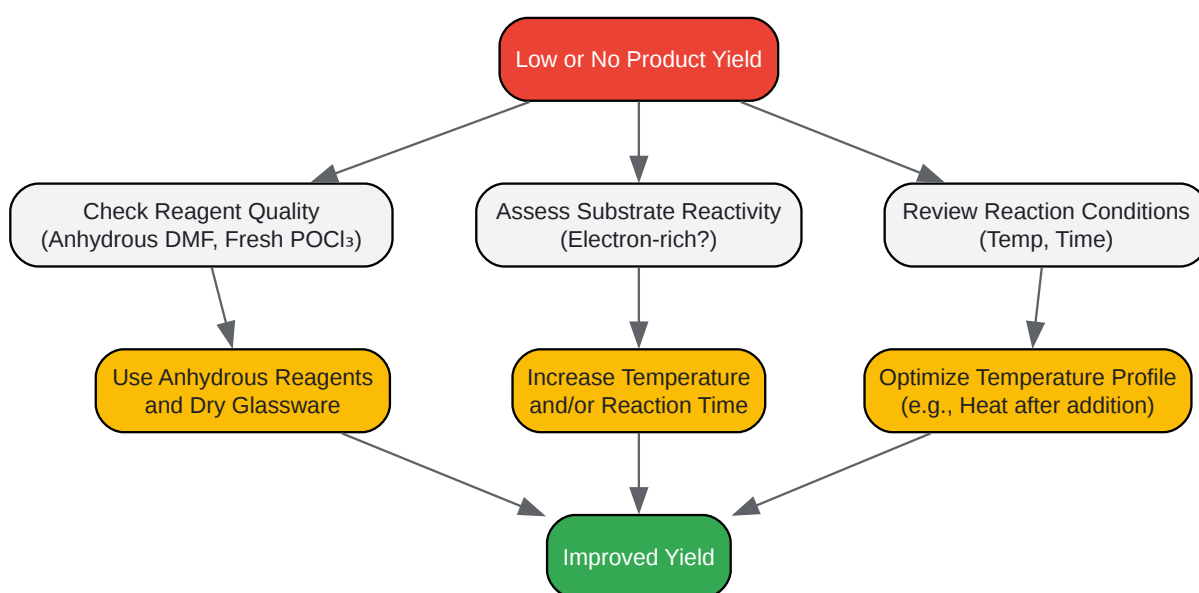 Low or No Product Yield
Check Reagent Quality
(Anhydrous DMF, Fresh POCl₃)
Assess Substrate Reactivity
(Electron-rich?)
Review Reaction Conditions
(Temp, Time)
Use Anhydrous Reagents
and Dry Glassware
Increase Temperature
and/or Reaction Time
Optimize Temperature Profile
(e.g., Heat after addition)
Improved Yield